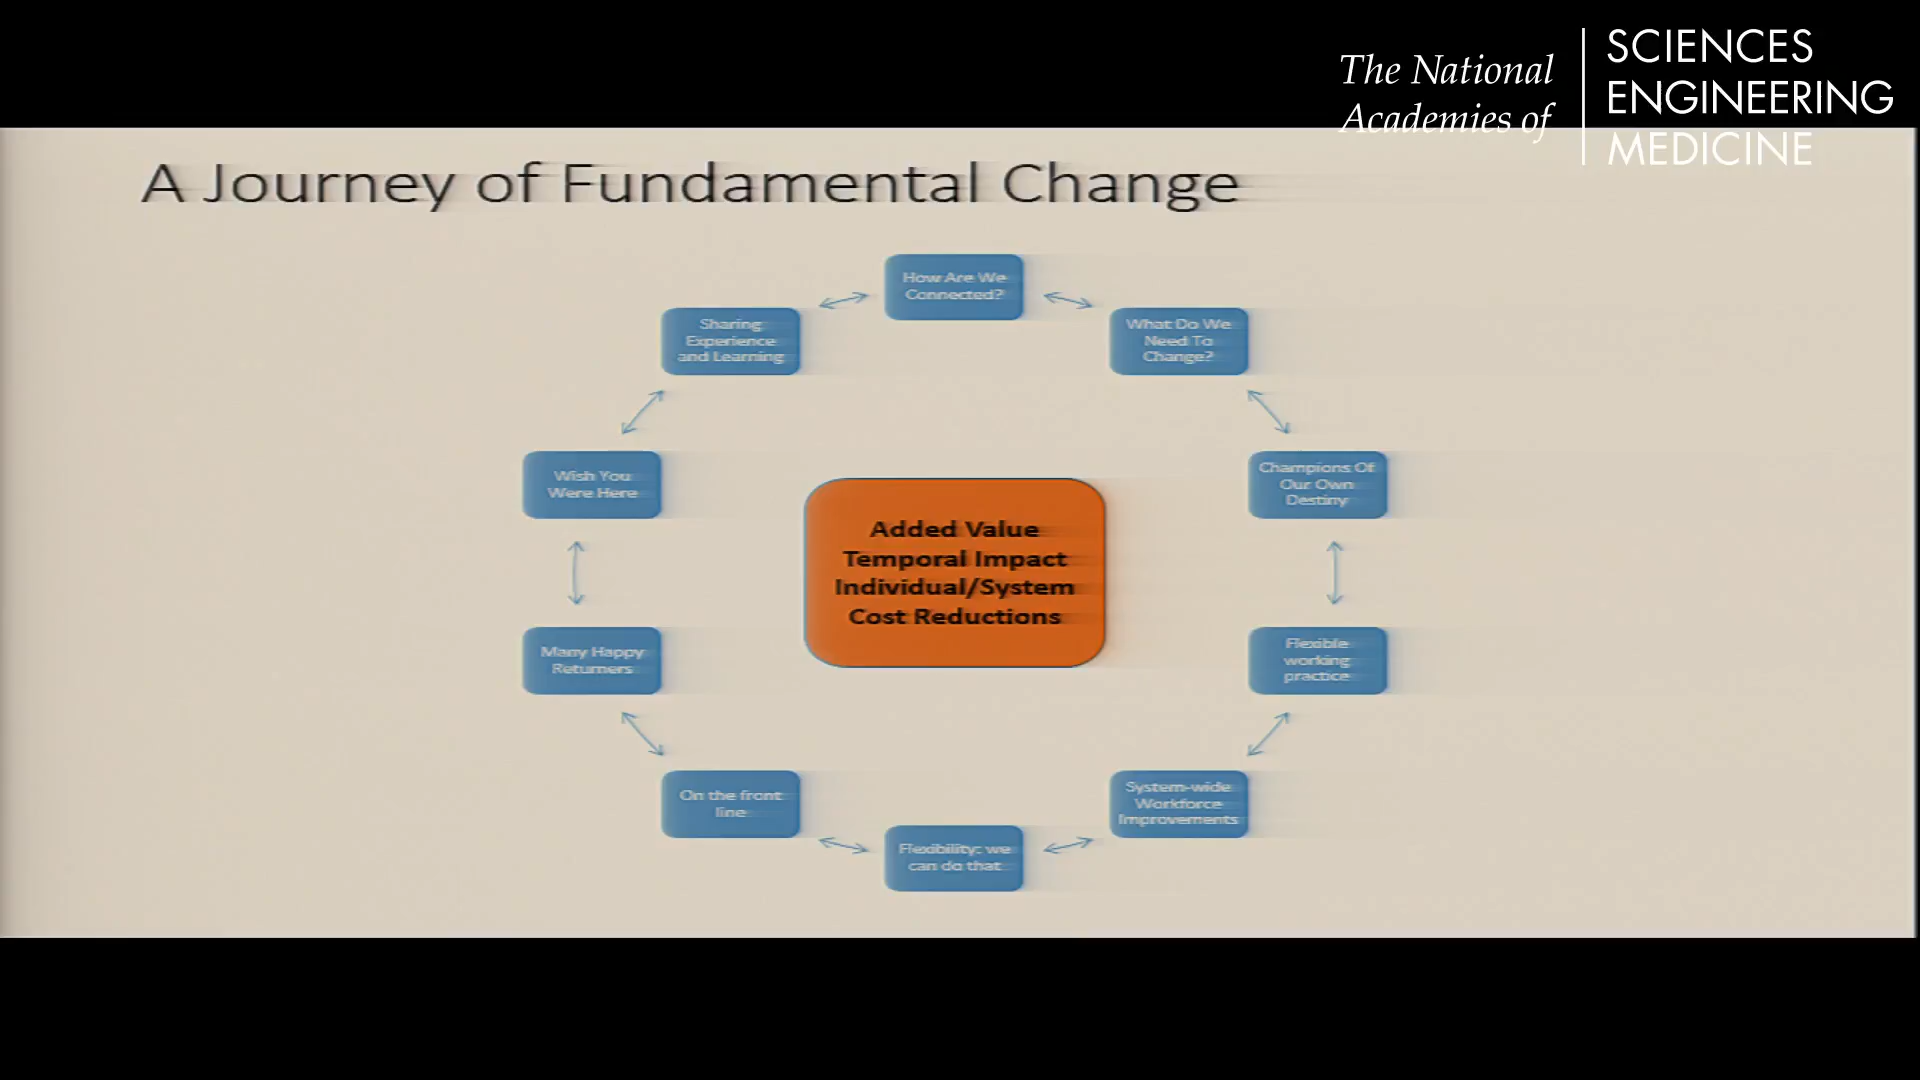 The National
Academies of
SCIENCES
ENGINEERING
MEDICINE
A Journey of Fundamental Change
How Are We
Connected?
What Do We
Need To
Change?
Champions Of
Our Own
Destiny
Flexible
working
practice
System-wide
Workforce
Improvements
Flexibility: we
can do that
On the front
line
Many Happy
Returners
Wish You
Were Here
Sharing
Experience
and Learning
Added Value
Temporal Impact
Individual/System
Cost Reductions